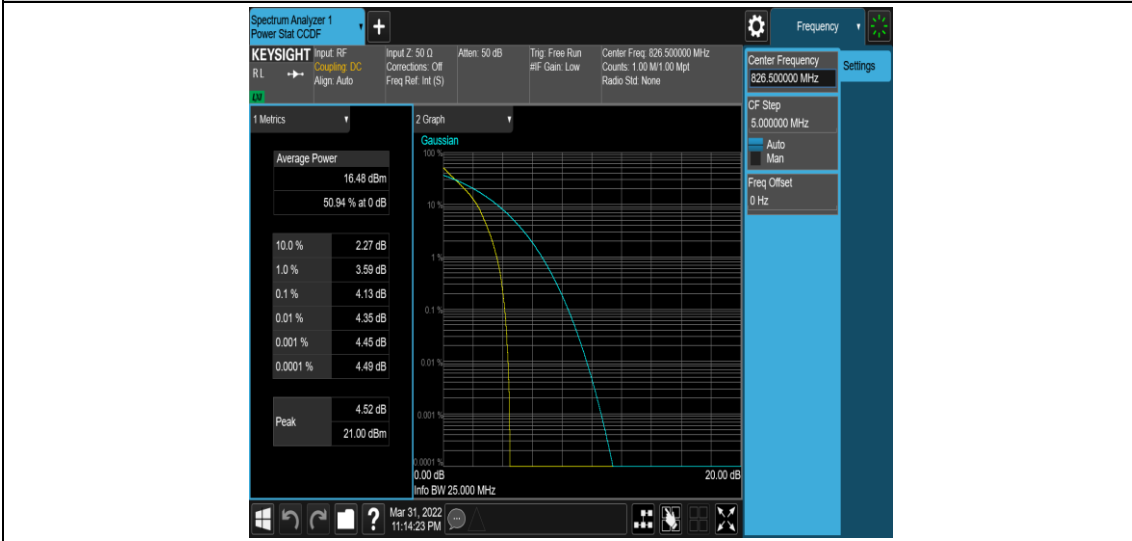 Spectrum Analyzer 1
Power Stat CCDF
+
Frequency
KEYSIGHT
Input: RF
Input Z: 50 Ω
Atten: 50 dB
Trig: Free Run
Center Freq: 826.500000 MHz
RL
Coupling: DC
Corrections: Off
#IF Gain: Low
Counts: 1.00 M/1.00 Mpt
Align: Auto
Freq Ref: Int (S)
Radio Std: None
Center Frequency
826.500000 MHz
Settings
CF Step
5.000000 MHz
Auto
Man
Freq Offset
0 Hz
1 Metrics
Average Power
16.48 dBm
50.94 % at 0 dB
10.0 % 2.27 dB
1.0 % 3.59 dB
0.1 % 4.13 dB
0.01 % 4.35 dB
0.001 % 4.45 dB
0.0001 % 4.49 dB
Peak
4.52 dB
21.00 dBm
2 Graph
Gaussian
100 %
10 %
1 %
0.1 %
0.01 %
0.001 %
0.0001 %
0.00 dB
20.00 dB
Info BW 25.000 MHz
?
Mar 31, 2022
11:14:23 PM